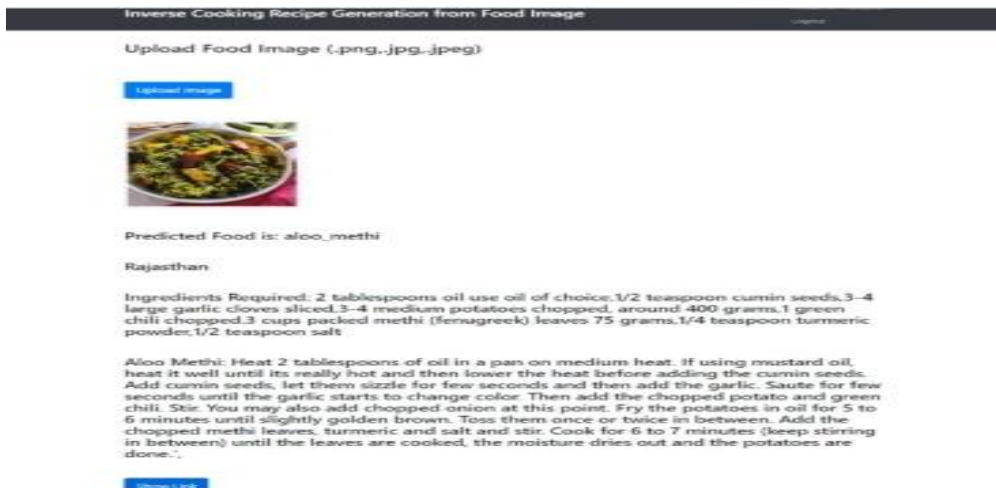 Inverse Cooking Recipe Generation from Food Image
Logout
Upload Food Image (.png,.jpg,.jpeg)
Upload image
Predicted Food is: aloo_methi
Rajasthan
Ingredients Required: 2 tablespoons oil use oil of choice,1/2 teaspoon cumin seeds,3-4
large garlic cloves sliced,3-4 medium potatoes chopped, around 400 grams,1 green
chili chopped,3 cups packed methi (fenugreek) leaves 75 grams,1/4 teaspoon turmeric
powder,1/2 teaspoon salt
Aloo Methi: Heat 2 tablespoons of oil in a pan on medium heat. If using mustard oil,
heat it well until its really hot and then lower the heat before adding the cumin seeds.
Add cumin seeds, let them sizzle for few seconds and then add the garlic. Saute for few
seconds until the garlic starts to change color. Then add the chopped potato and green
chili. Stir. You may also add chopped onion at this point. Fry the potatoes in oil for 5 to
6 minutes until slightly golden brown. Toss them once or twice in between. Add the
chopped methi leaves, turmeric and salt and stir. Cook for 6 to 7 minutes (keep stirring
in between) until the leaves are cooked, the moisture dries out and the potatoes are
done.',
Show Link